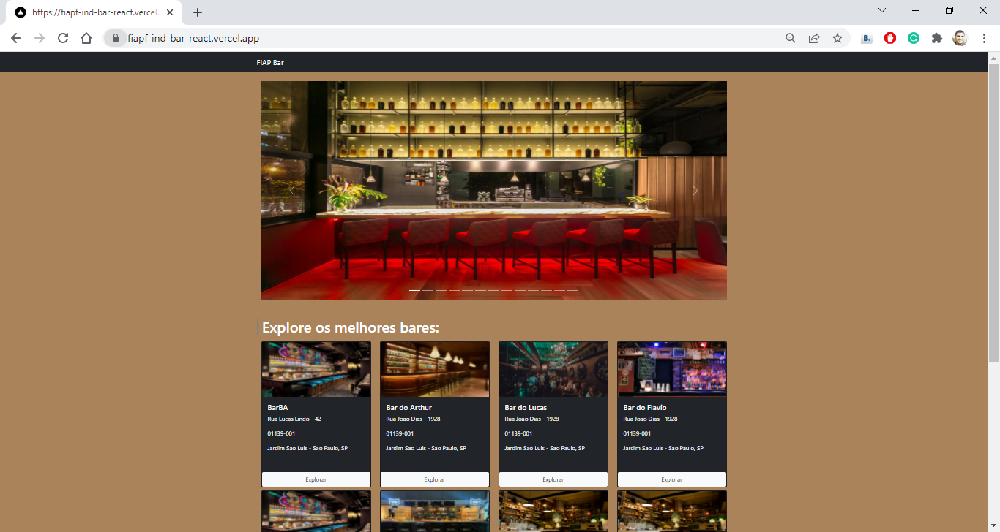 https://fiapf-ind-bar-react.vercel.
fiapf-ind-bar-react.vercel.app
B.
G
FIAP Bar
Explore os melhores bares:
BarBA
Rua Lucas Lindo - 42
01139-001
Jardim Sao Luis - Sao Paulo, SP
Explorar
Bar do Arthur
Rua Joao Dias - 1928
01139-001
Jardim Sao Luis - Sao Paulo, SP
Explorar
Bar do Lucas
Rua Joao Dias - 1928
01139-001
Jardim Sao Luis - Sao Paulo, SP
Explorar
Bar do Flavio
Rua Joao Dias - 1928
01139-001
Jardim Sao Luis - Sao Paulo, SP
Explorar